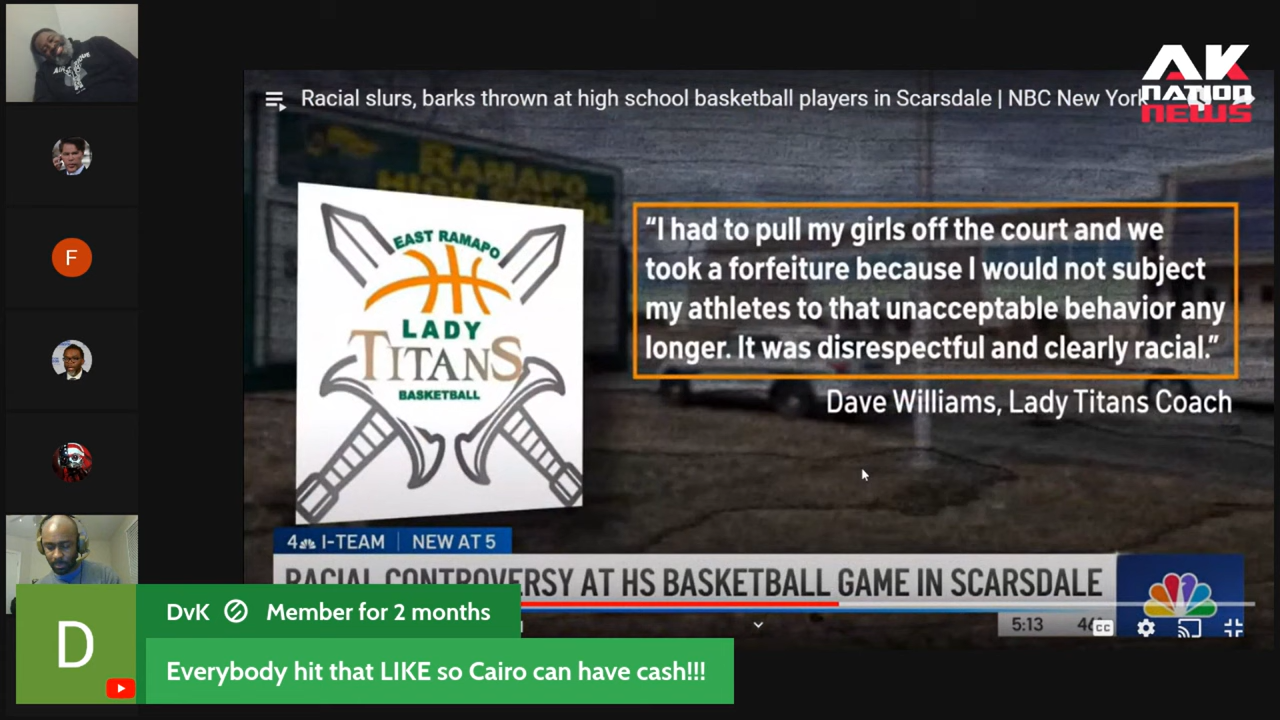 AK
NATION
NEWS
Racial slurs, barks thrown at high school basketball players in Scarsdale | NBC New York
RAMAPO
HIGH SCHOOL
EAST RAMAPO
LADY
TITANS
BASKETBALL
“I had to pull my girls off the court and we
took a forfeiture because I would not subject
my athletes to that unacceptable behavior any
longer. It was disrespectful and clearly racial.”
Dave Williams, Lady Titans Coach
F
4 I-TEAM | NEW AT 5
RACIAL CONTROVERSY AT HS BASKETBALL GAME IN SCARSDALE
5:13
CC
D
DvK Member for 2 months
Everybody hit that LIKE so Cairo can have cash!!!